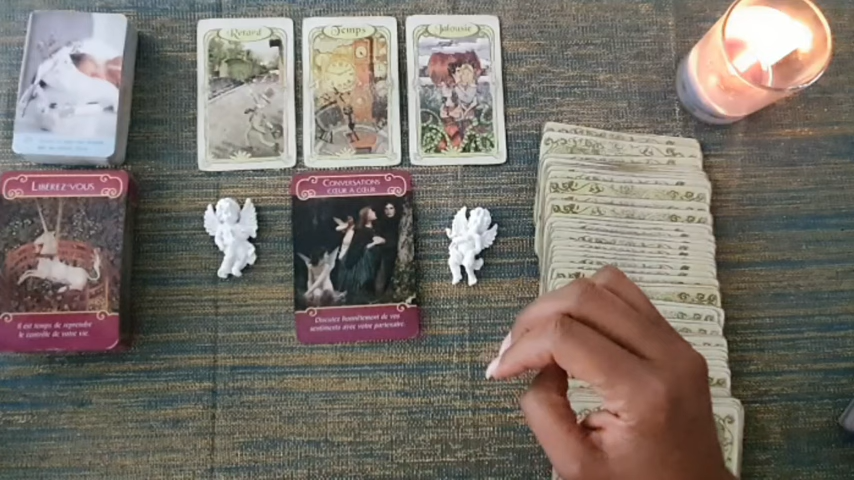 Retard
Temps
Jalousie
LIBÉREZ-VOUS
Il est temps de reprendre
le contrôle de votre vie.
CONVERSATIONS
CŒUR À CŒUR
Discutez honnêtement de vos
sentiments avec votre partenaire.